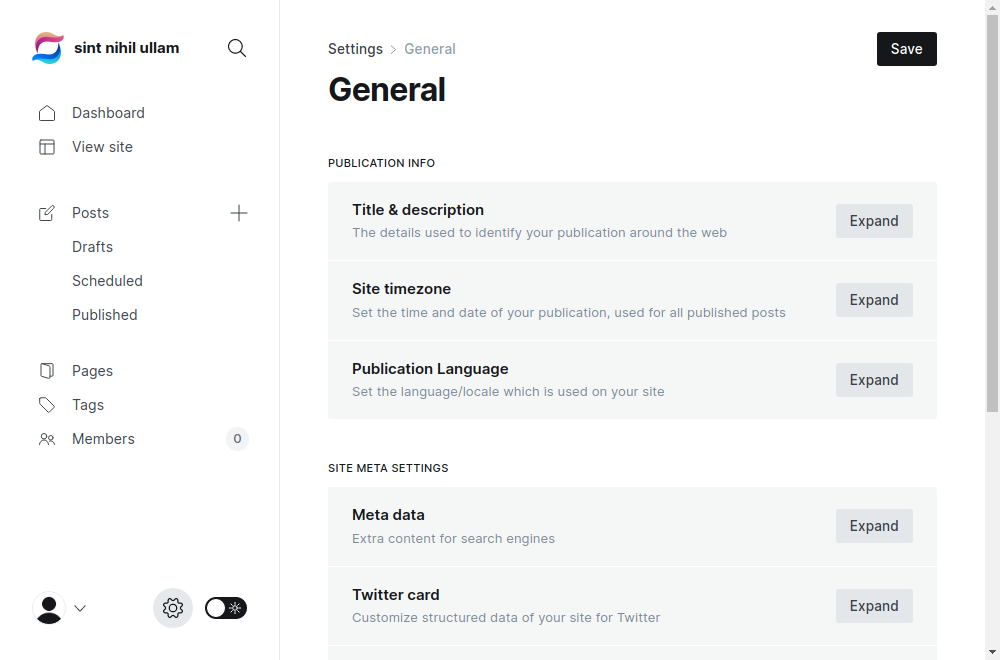 sint nihil ullam
Dashboard
View site
Posts
Drafts
Scheduled
Published
Pages
Tags
Members
0
Settings
General
Save
General
PUBLICATION INFO
Title & description
The details used to identify your publication around the web
Expand
Site timezone
Set the time and date of your publication, used for all published posts
Expand
Publication Language
Set the language/locale which is used on your site
Expand
SITE META SETTINGS
Meta data
Extra content for search engines
Expand
Twitter card
Customize structured data of your site for Twitter
Expand